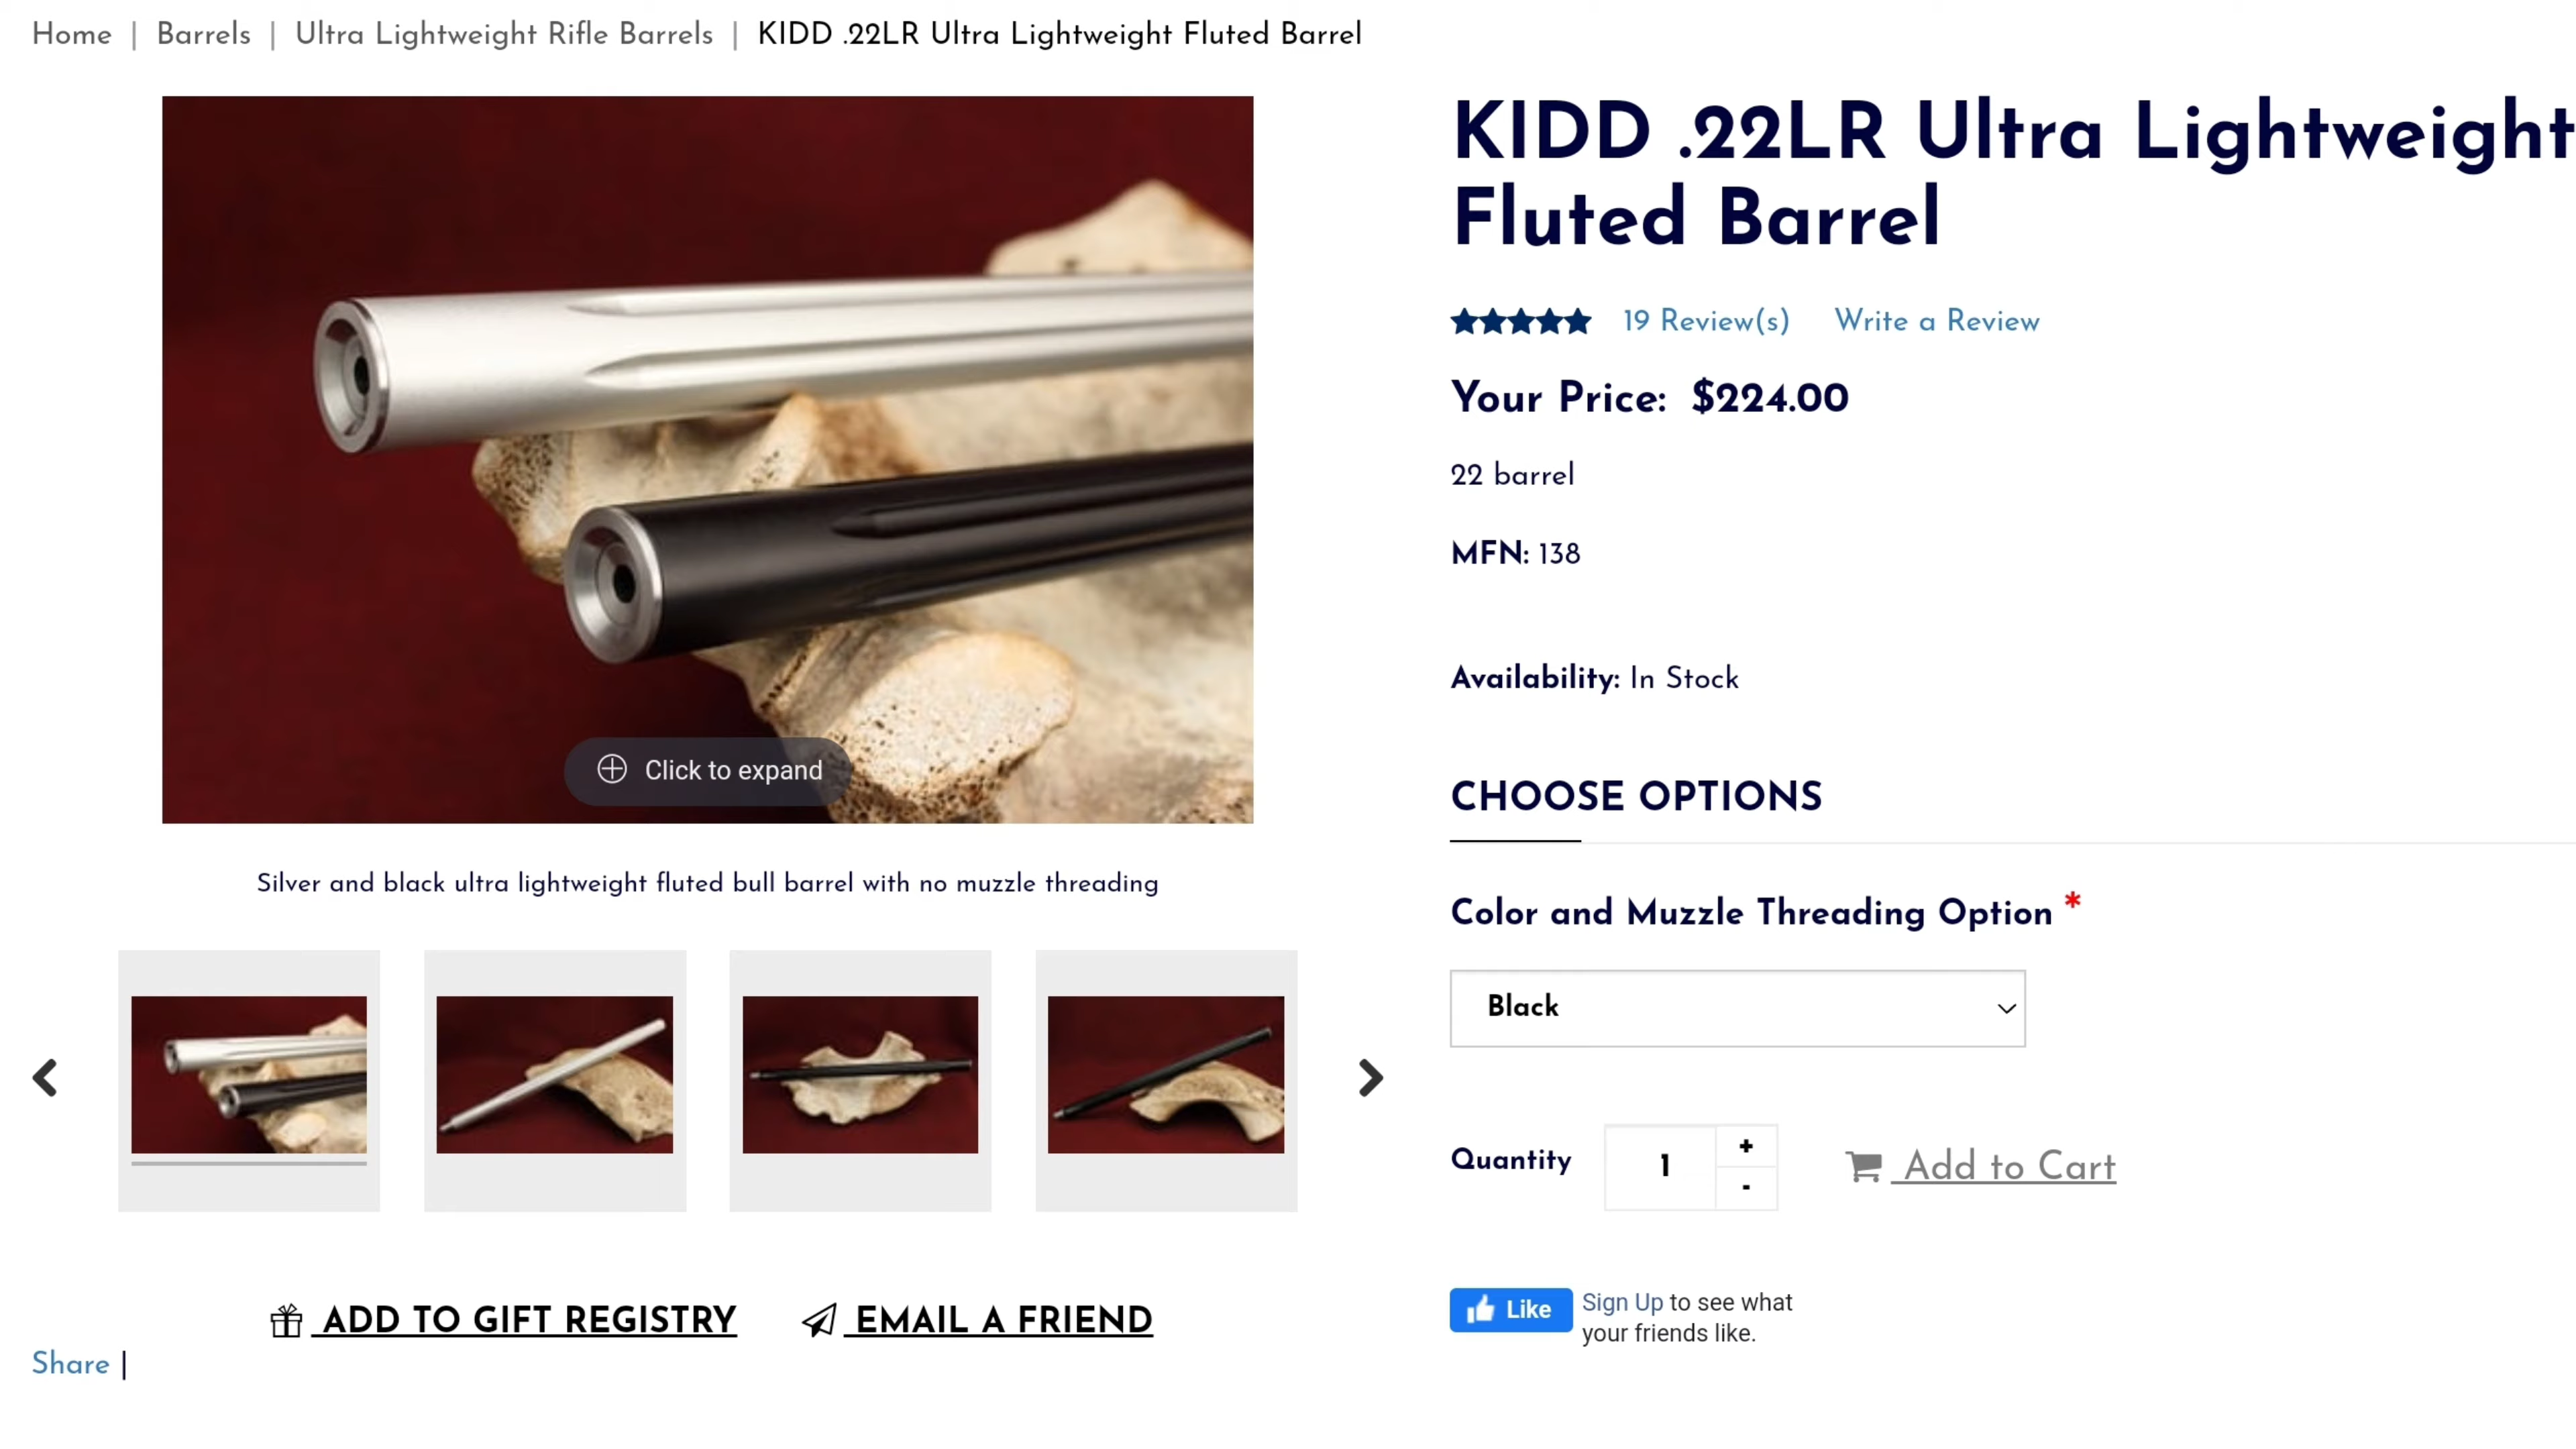 Home | Barrels | Ultra Lightweight Rifle Barrels | KIDD .22LR Ultra Lightweight Fluted Barrel
KIDD .22LR Ultra Lightweight
Fluted Barrel
19 Review(s) Write a Review
Your Price: $224.00
22 barrel
MFN: 138
Availability: In Stock
CHOOSE OPTIONS
Color and Muzzle Threading Option *
Black
Quantity 1 + - Add to Cart
Like Sign Up to see what
your friends like.
Click to expand
Silver and black ultra lightweight fluted bull barrel with no muzzle threading
ADD TO GIFT REGISTRY EMAIL A FRIEND
Share |